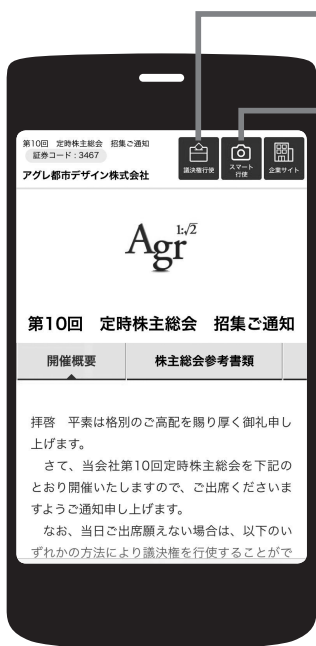 第10回　定時株主総会　招集ご通知
証券コード：3467
アグレ都市デザイン株式会社
議決権行使
スマート
行使
企業サイト
Agr 1:√2
第10回　定時株主総会　招集ご通知
開催概要
株主総会参考書類
拝啓　平素は格別のご高配を賜り厚く御礼申し
上げます。
　さて、当会社第10回定時株主総会を下記の
とおり開催いたしますので、ご出席くださいま
すようご通知申し上げます。
　なお、当日ご出席願えない場合は、以下のい
ずれかの方法により議決権を行使することがで